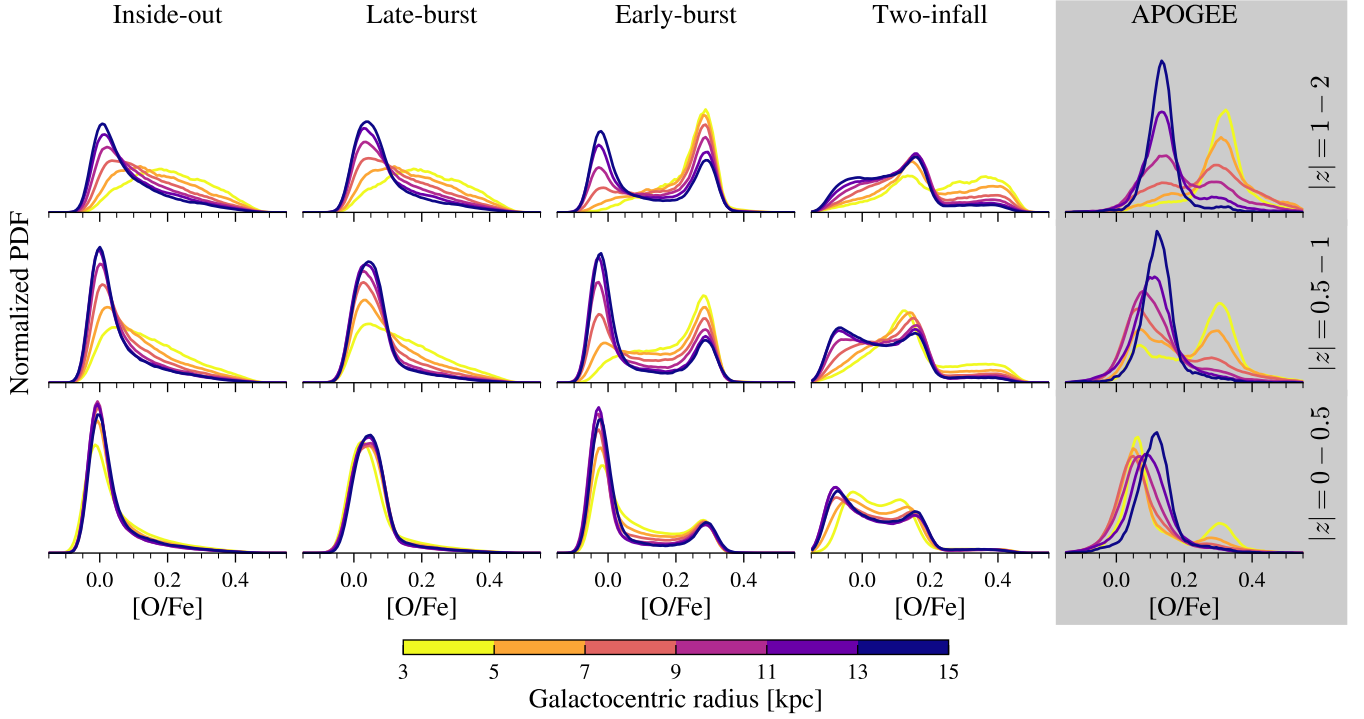 Inside-out Late-burst Early-burst Two-infall APOGEE
|z| = 1 − 2
Normalized PDF
|z| = 0.5 − 1
|z| = 0 − 0.5
0.0 0.2 0.4 0.0 0.2 0.4 0.0 0.2 0.4 0.0 0.2 0.4 0.0 0.2 0.4
[O/Fe] [O/Fe] [O/Fe] [O/Fe] [O/Fe]
3 5 7 9 11 13 15
Galactocentric radius [kpc]